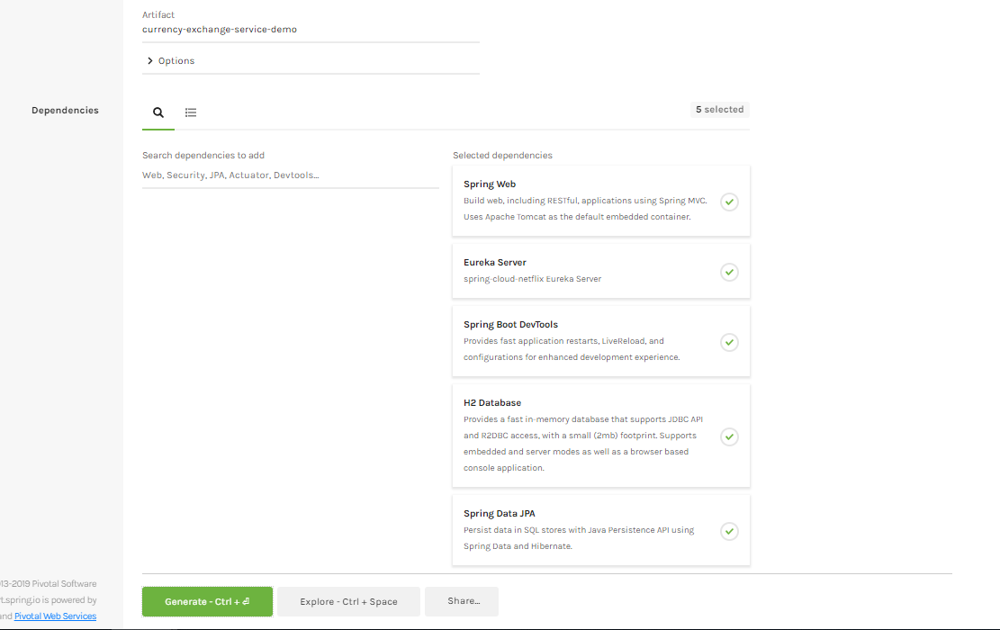 Artifact
currency-exchange-service-demo
Options
Dependencies
5 selected
Search dependencies to add
Web, Security, JPA, Actuator, Devtools...
Selected dependencies
Spring Web
Build web, including RESTful, applications using Spring MVC.
Uses Apache Tomcat as the default embedded container.
Eureka Server
spring-cloud-netflix Eureka Server
Spring Boot DevTools
Provides fast application restarts, LiveReload, and
configurations for enhanced development experience.
H2 Database
Provides a fast in-memory database that supports JDBC API
and R2DBC access, with a small (2mb) footprint. Supports
embedded and server modes as well as a browser based
console application.
Spring Data JPA
Persist data in SQL stores with Java Persistence API using
Spring Data and Hibernate.
13-2019 Pivotal Software
rt.spring.io is powered by
and Pivotal Web Services
Generate - Ctrl + ⏎
Explore - Ctrl + Space
Share...